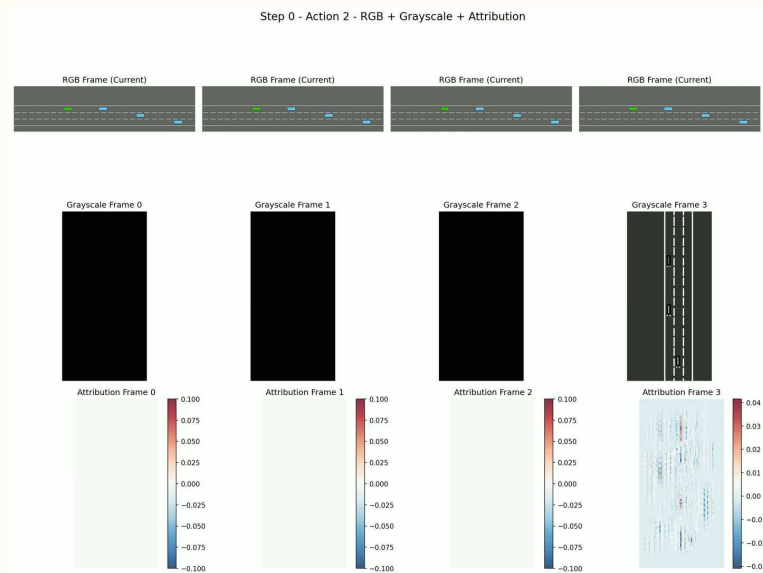 Step 0 - Action 2 - RGB + Grayscale + Attribution
RGB Frame (Current) RGB Frame (Current) RGB Frame (Current) RGB Frame (Current)
Grayscale Frame 0 Grayscale Frame 1 Grayscale Frame 2 Grayscale Frame 3
Attribution Frame 0 Attribution Frame 1 Attribution Frame 2 Attribution Frame 3
0.100 0.100 0.100 0.04
0.075 0.075 0.075 0.03
0.050 0.050 0.050 0.02
0.025 0.025 0.025 0.01
0.000 0.000 0.000 0.00
−0.025 −0.025 −0.025
−0.050 −0.050 −0.050
−0.075 −0.075 −0.075
−0.100 −0.100 −0.100